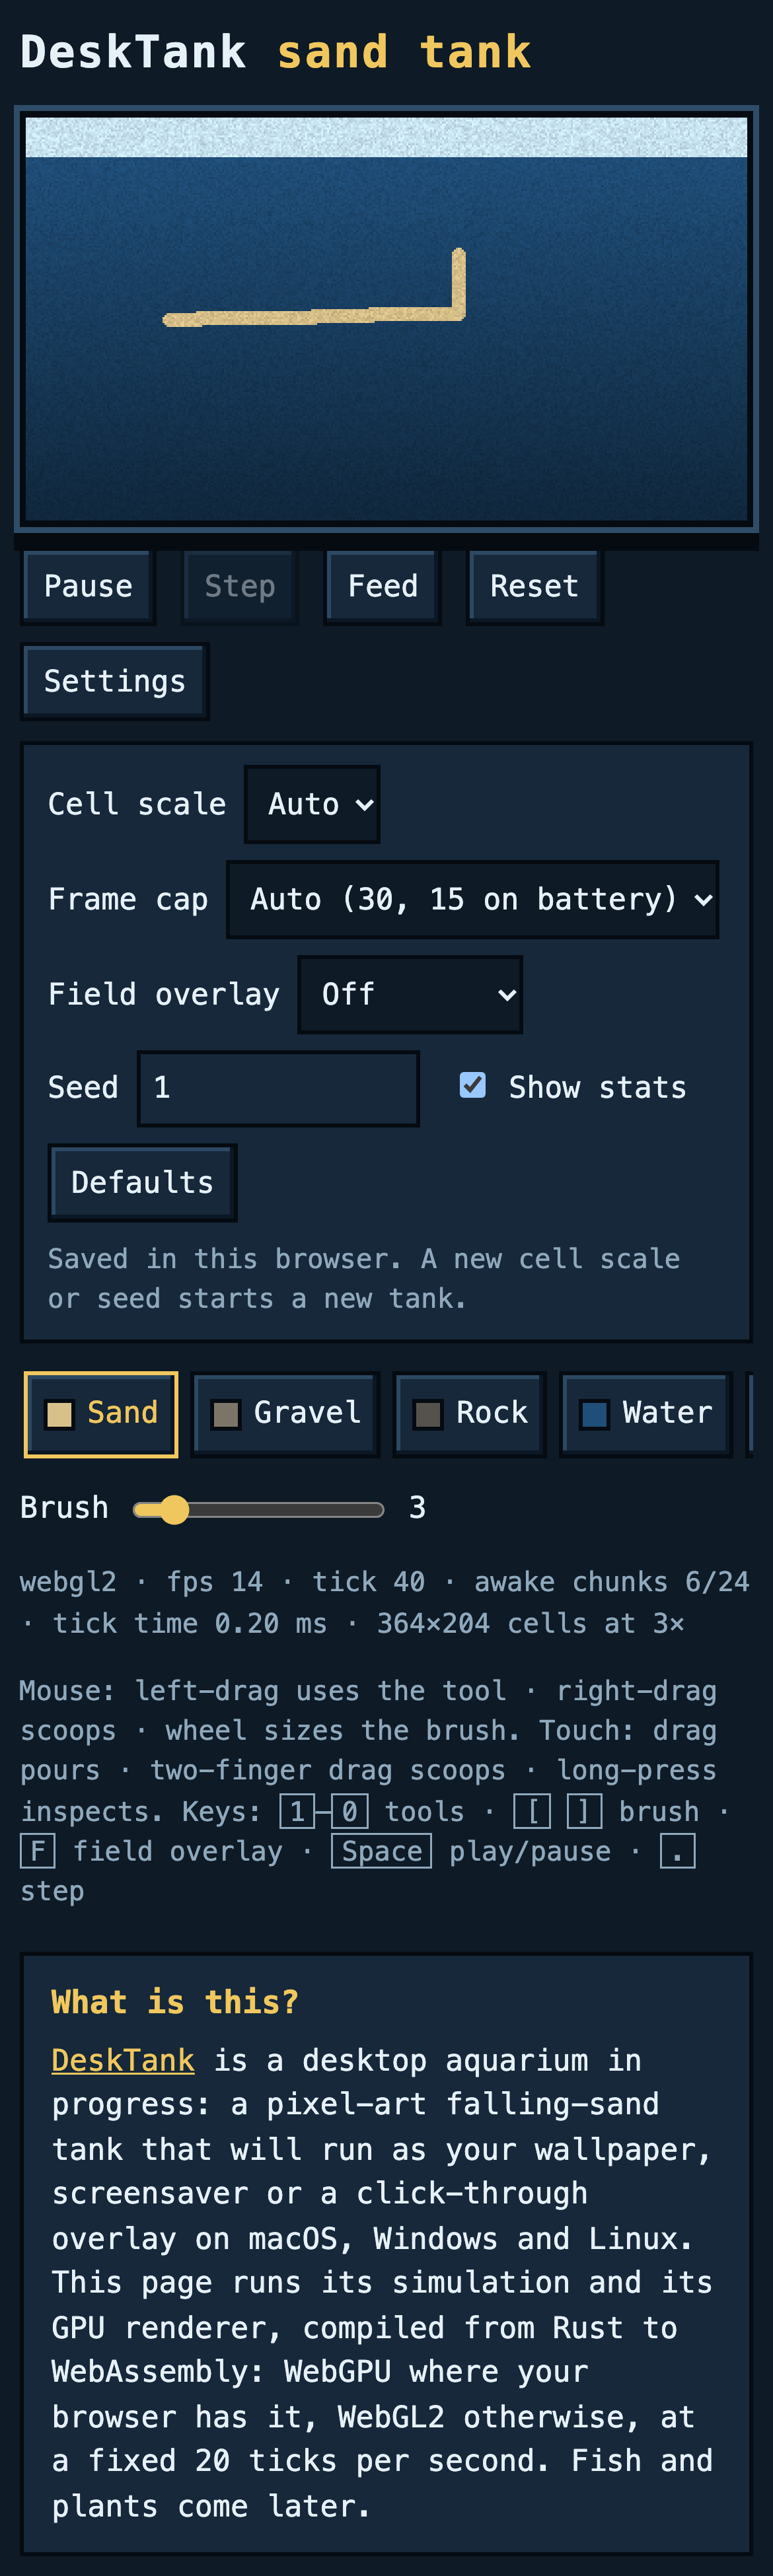 DeskTank sand tank
Pause Step Feed Reset
Settings
Cell scale Auto
Frame cap Auto (30, 15 on battery)
Field overlay Off
Seed 1 Show stats
Defaults
Saved in this browser. A new cell scale
or seed starts a new tank.
Sand Gravel Rock Water
Brush 3
webgl2 · fps 14 · tick 40 · awake chunks 6/24
· tick time 0.20 ms · 364×204 cells at 3×
Mouse: left-drag uses the tool · right-drag
scoops · wheel sizes the brush. Touch: drag
pours · two-finger drag scoops · long-press
inspects. Keys: 1–0 tools · [ ] brush ·
F field overlay · Space play/pause · .
step
What is this?
DeskTank is a desktop aquarium in
progress: a pixel-art falling-sand
tank that will run as your wallpaper,
screensaver or a click-through
overlay on macOS, Windows and Linux.
This page runs its simulation and its
GPU renderer, compiled from Rust to
WebAssembly: WebGPU where your
browser has it, WebGL2 otherwise, at
a fixed 20 ticks per second. Fish and
plants come later.